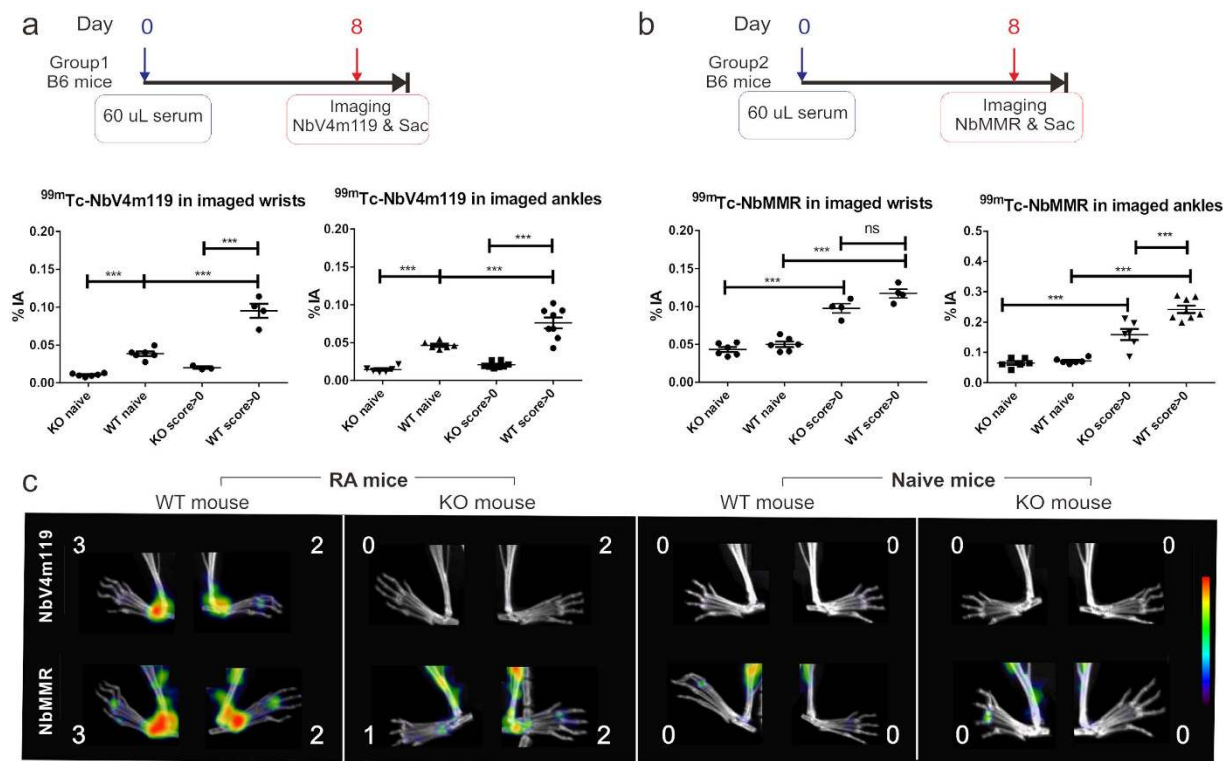 a
Day 0 8
Group1
B6 mice
60 uL serum
Imaging
NbV4m119 & Sac
b
Day 0 8
Group2
B6 mice
60 uL serum
Imaging
NbMMR & Sac
99mTc-NbV4m119 in imaged wrists
%IA
0.20
0.15
0.10
0.05
0.00
***
*** ***
KO naive
WT naive
KO score>0
WT score>0
99mTc-NbV4m119 in imaged ankles
%IA
0.20
0.15
0.10
0.05
0.00
***
*** ***
KO naive
WT naive
KO score>0
WT score>0
99mTc-NbMMR in imaged wrists
%IA
0.20
0.15
0.10
0.05
0.00
ns
***
***
KO naive
WT naive
KO score>0
WT score>0
99mTc-NbMMR in imaged ankles
%IA
0.5
0.4
0.3
0.2
0.1
0.0
***
***
***
KO naive
WT naive
KO score>0
WT score>0
c
RA mice Naive mice
WT mouse KO mouse WT mouse KO mouse
NbV4m119
3 2 0 2 0 0 0 0
NbMMR
3 2 1 2 0 0 0 0